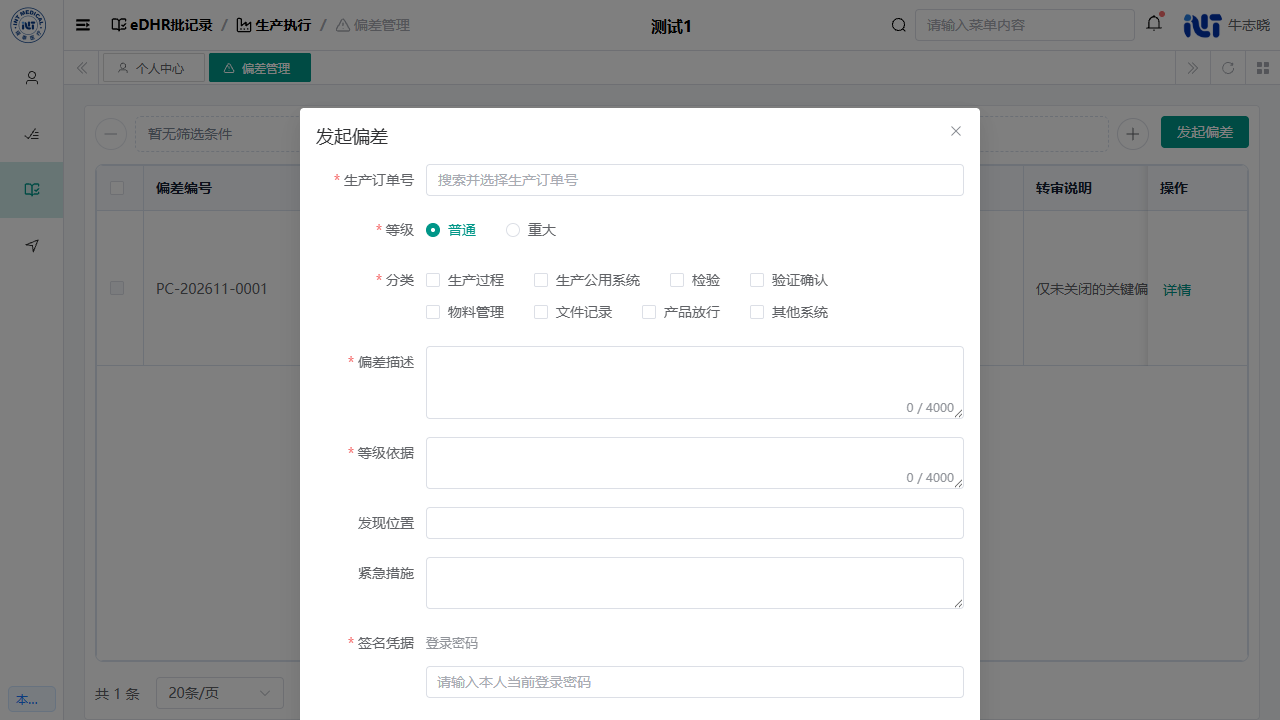 eDHR批记录 / 生产执行 / 偏差管理
测试1
请输入菜单内容
牛志晓
个人中心
偏差管理
暂无筛选条件
发起偏差
偏差编号
转审说明
操作
PC-202611-0001
仅未关闭的关键偏
详情
共 1 条
20条/页
本...
发起偏差
* 生产订单号
搜索并选择生产订单号
* 等级
普通
重大
* 分类
生产过程
生产公用系统
检验
验证确认
物料管理
文件记录
产品放行
其他系统
* 偏差描述
0 / 4000
* 等级依据
0 / 4000
发现位置
紧急措施
* 签名凭据
登录密码
请输入本人当前登录密码